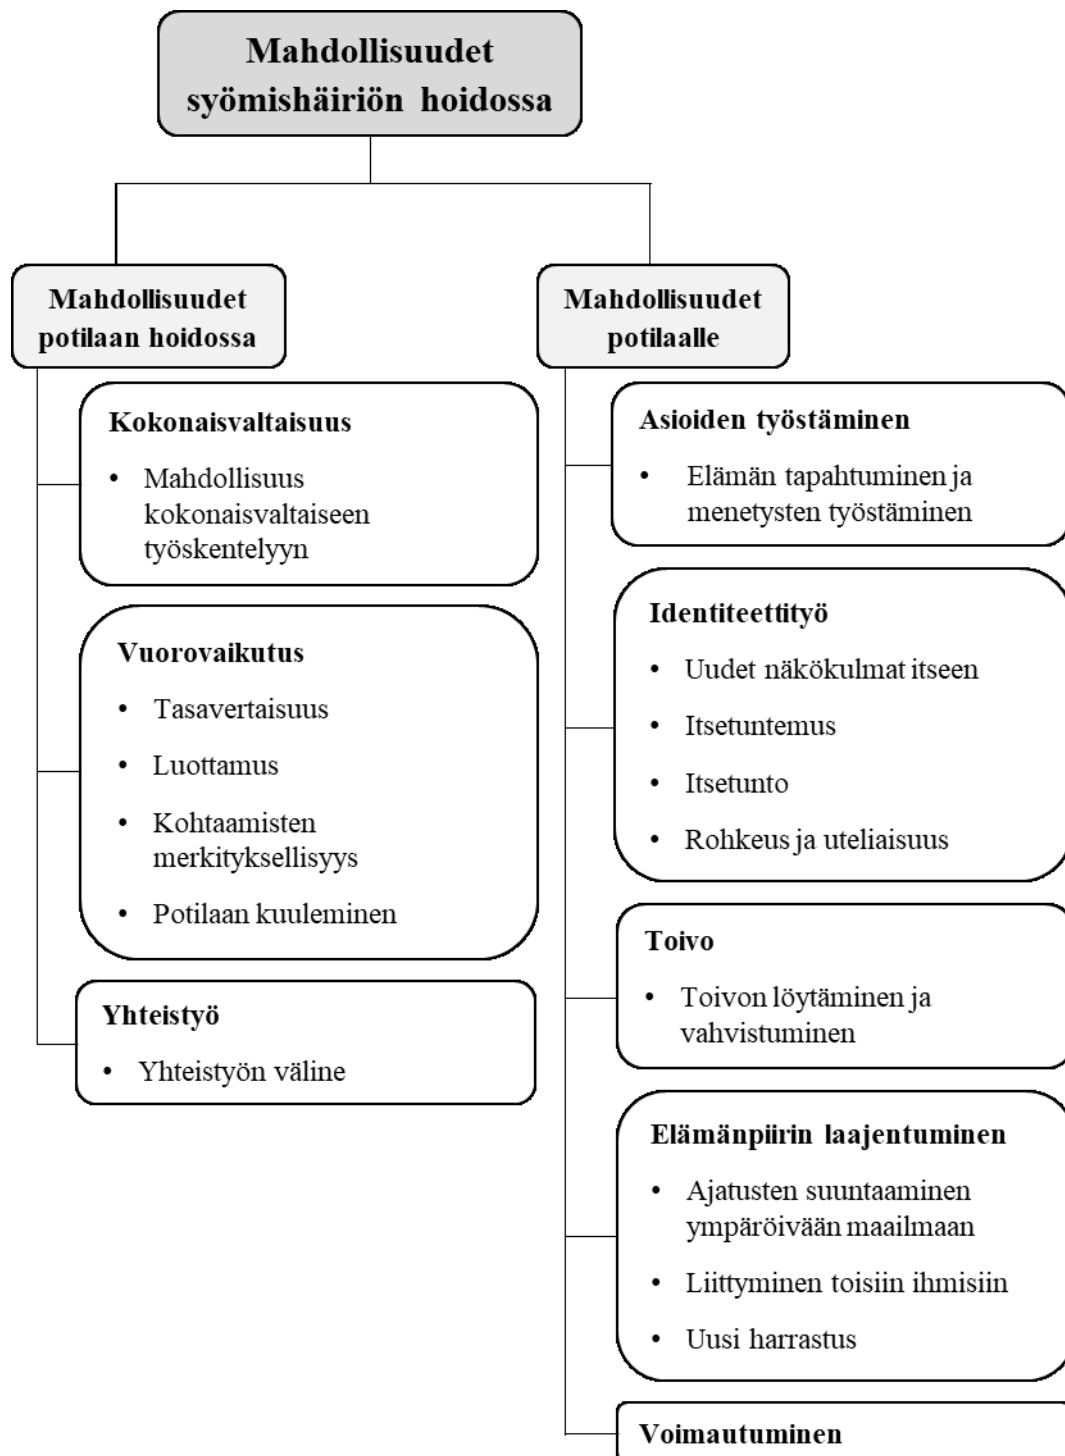 Mahdollisuudet
syömishäiriön hoidossa
Mahdollisuudet
potilaan hoidossa
Kokonaisvaltaisuus
• Mahdollisuus
kokonaisvaltaiseen
työskentelyyn
Vuorovaikutus
• Tasavertaisuus
• Luottamus
• Kohtaamisten
merkityksellisyys
• Potilaan kuuleminen
Yhteistyö
• Yhteistyön väline
Mahdollisuudet
potilaalle
Asioiden työstäminen
• Elämän tapahtuminen ja
menetysten työstäminen
Identiteettityö
• Uudet näkökulmat itseen
• Itsetuntemus
• Itsetunto
• Rohkeus ja uteliaisuus
Toivo
• Toivon löytäminen ja
vahvistuminen
Elämänpiirin laajentuminen
• Ajatusten suuntaaminen
ympäröivään maailmaan
• Liittyminen toisiin ihmisiin
• Uusi harrastus
Voimautuminen